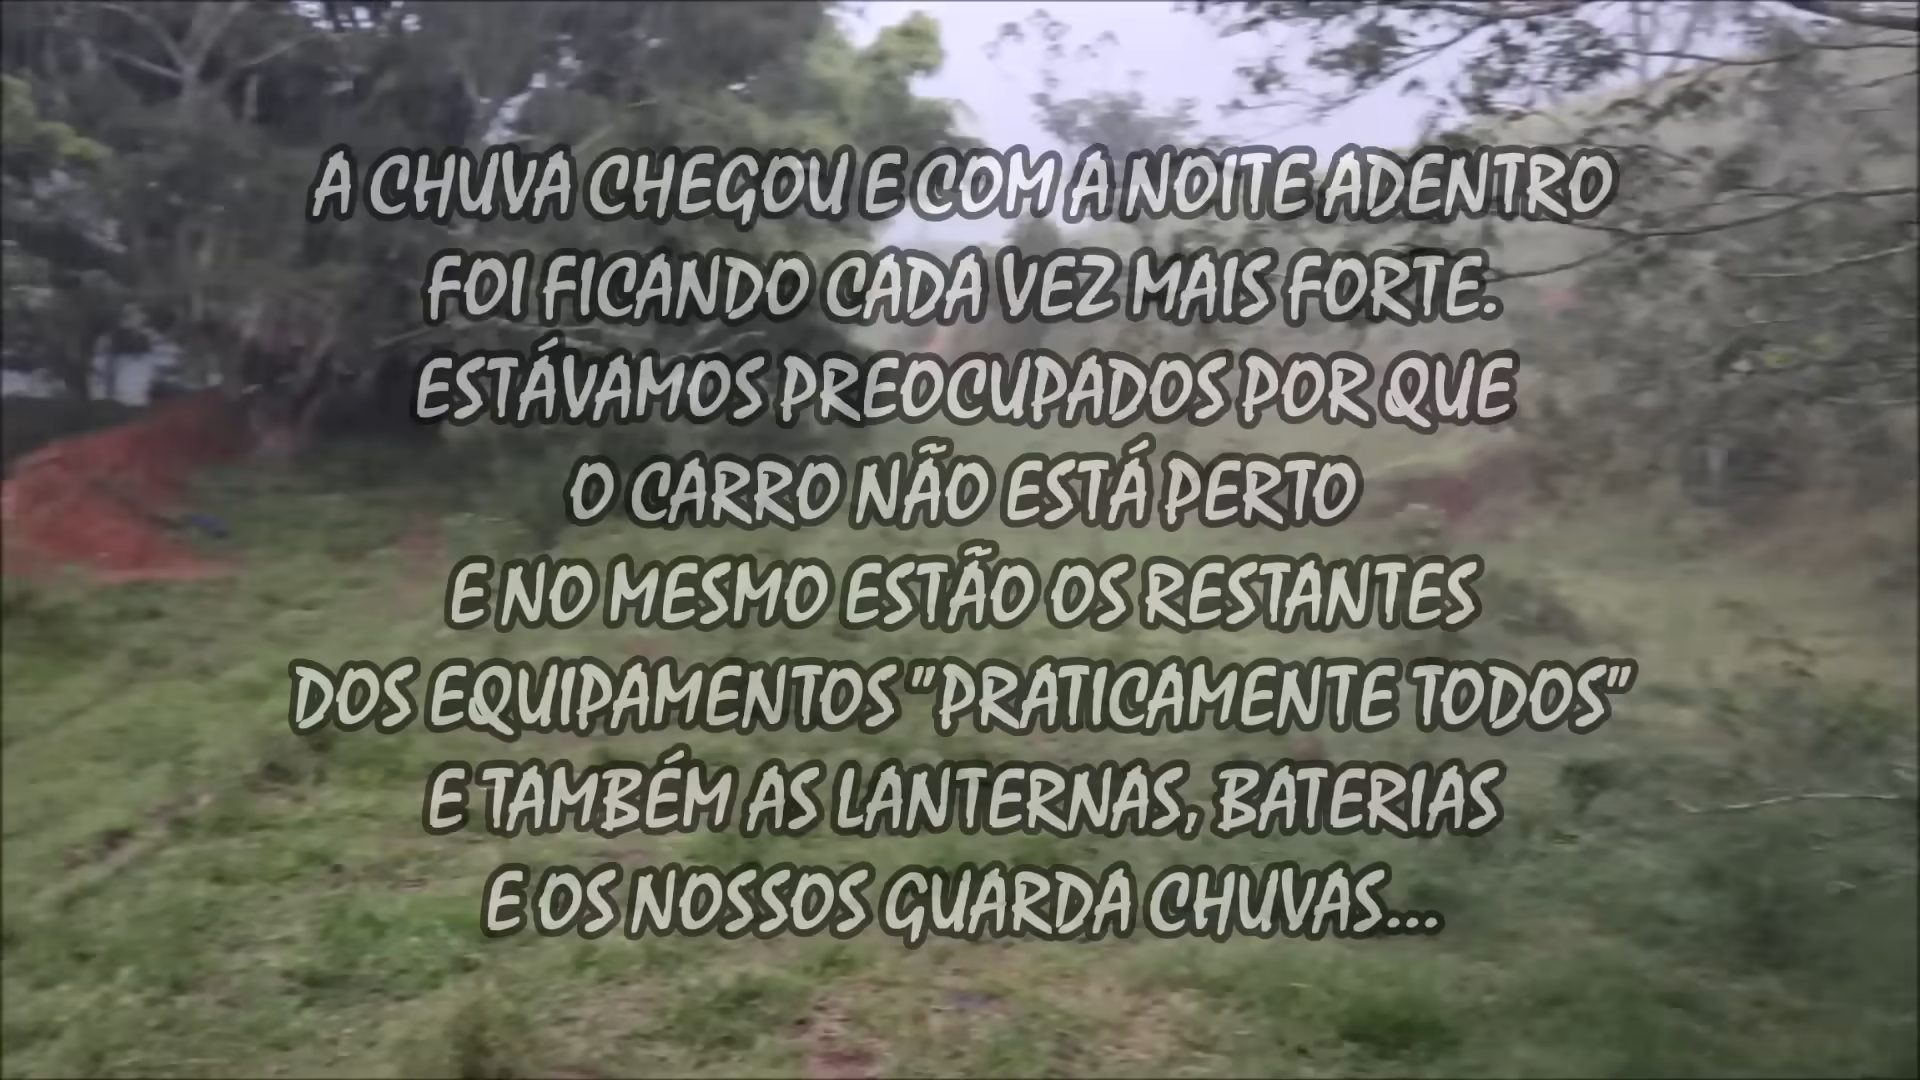 A CHUVA CHEGOU E COM A NOITE ADENTRO
FOI FICANDO CADA VEZ MAIS FORTE.
ESTÁVAMOS PREOCUPADOS POR QUE
O CARRO NÃO ESTÁ PERTO
E NO MESMO ESTÃO OS RESTANTES
DOS EQUIPAMENTOS "PRATICAMENTE TODOS"
E TAMBÉM AS LANTERNAS, BATERIAS
E OS NOSSOS GUARDA CHUVAS...